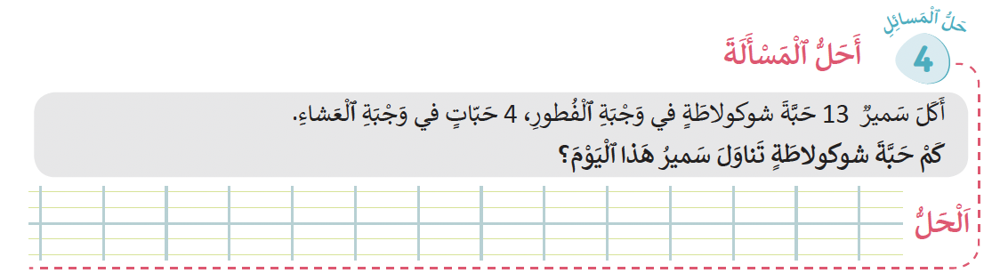 حَلُّ ٱلْمَسائِلِ
4
أَحَلُّ ٱلْمَسْأَلَةَ
أَكَلَ سَميرٌ 13 حَبَّةَ شوكولاطَةٍ في وَجْبَةِ ٱلْفُطورِ، 4 حَبّاتٍ في وَجْبَةِ ٱلْعَشاءِ.
كَمْ حَبَّةَ شوكولاطَةٍ تَناوَلَ سَميرُ هَذا ٱلْيَوْمَ؟
اَلْحَلُّ